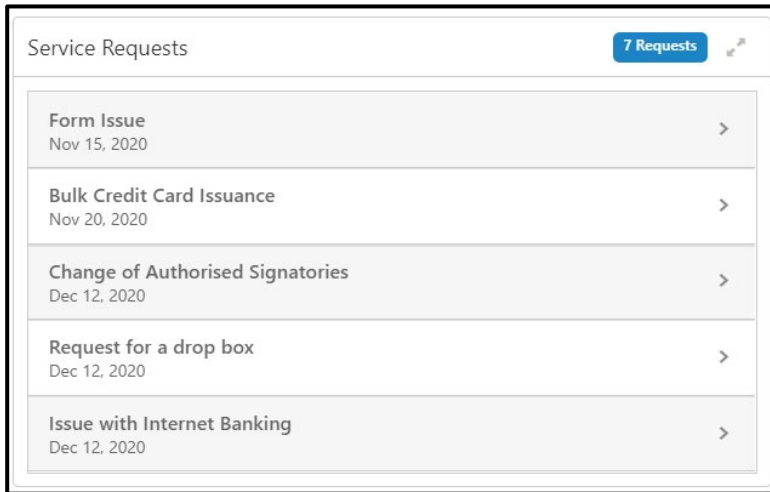 Service Requests
7 Requests
Form Issue
Nov 15, 2020
Bulk Credit Card Issuance
Nov 20, 2020
Change of Authorised Signatories
Dec 12, 2020
Request for a drop box
Dec 12, 2020
Issue with Internet Banking
Dec 12, 2020